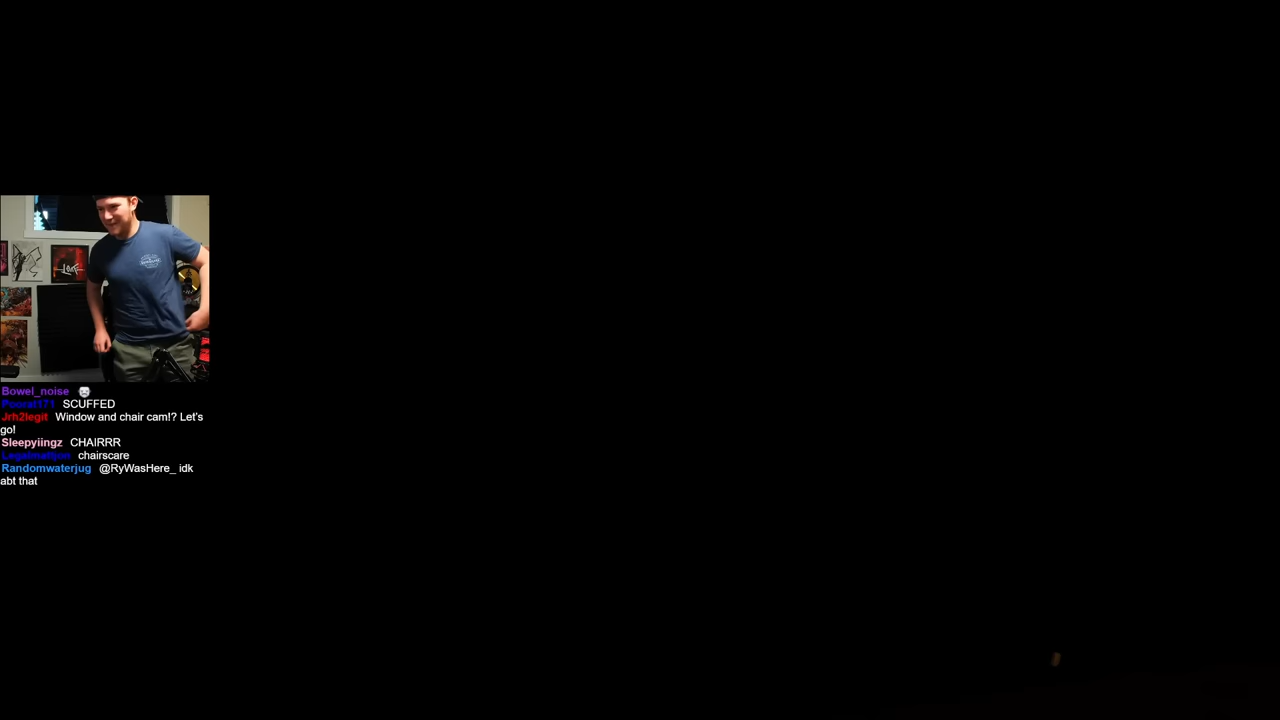 Bowel_noise
SCUFFED
Jrh2legit Window and chair cam!? Let's
go!
Sleepyiingz CHAIRRR
chairscare
Randomwaterjug @RyWasHere_ idk
abt that